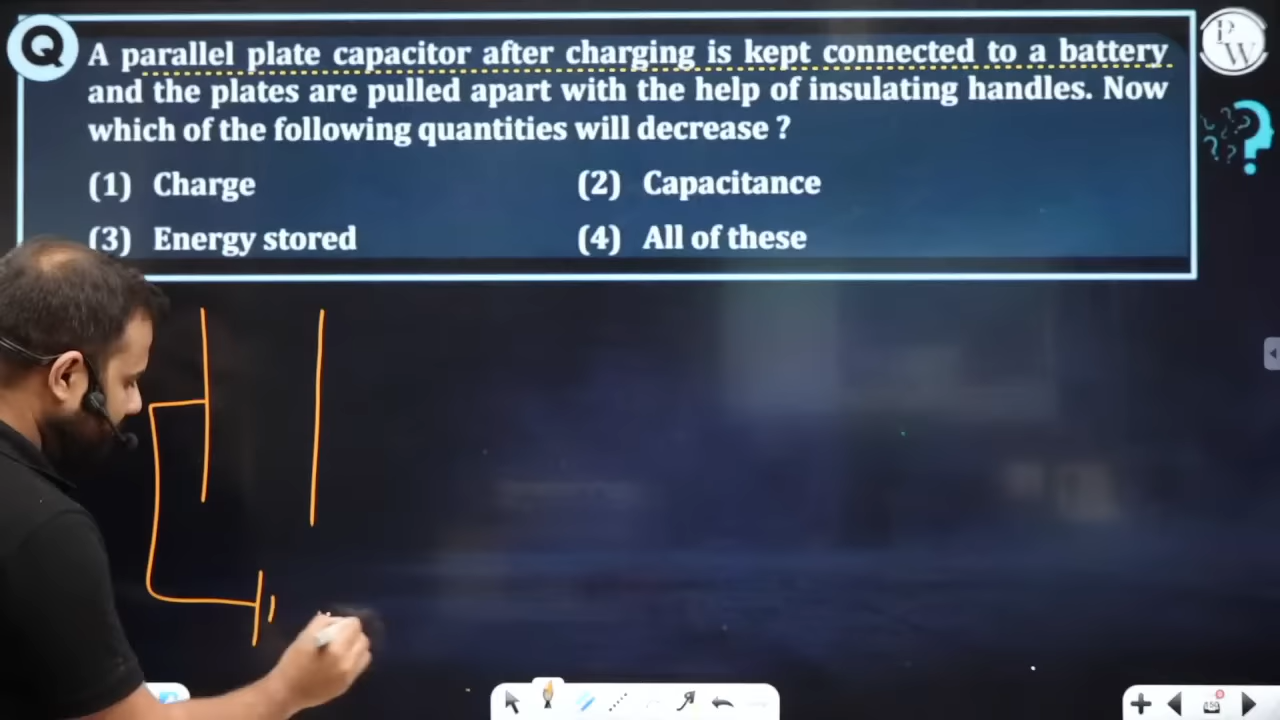 Q
A parallel plate capacitor after charging is kept connected to a battery
and the plates are pulled apart with the help of insulating handles. Now
which of the following quantities will decrease ?
(1) Charge
(2) Capacitance
(3) Energy stored
(4) All of these
P
W